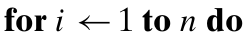 for i ← 1 to n do